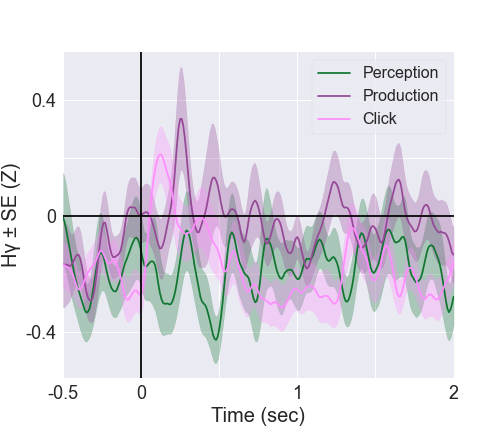 Perception
Production
Click
0.4
0
-0.4
Hγ ± SE (Z)
-0.5 0 1 2
Time (sec)